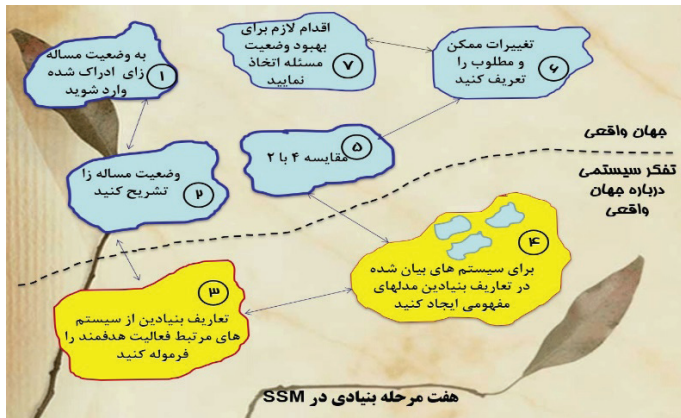 به وضعیت مساله
زای ادراک شده
وارد شوید
۱
وضعیت مساله زا
تشریح کنید
۲
۳
تعاریف بنیادین از سیستم
های مرتبط فعالیت هدفمند را
فرموله کنید
۴
برای سیستم های بیان شده
در تعاریف بنیادین مدلهای
مفهومی ایجاد کنید
۵
مقایسه ۴ با ۲
تغییرات ممکن
و مطلوب را
تعریف کنید
۶
اقدام لازم برای
بهبود وضعیت
مسئله اتخاذ
نمایید
۷
جهان واقعی
تفکر سیستمی
درباره جهان
واقعی
هفت مرحله بنیادی در SSM